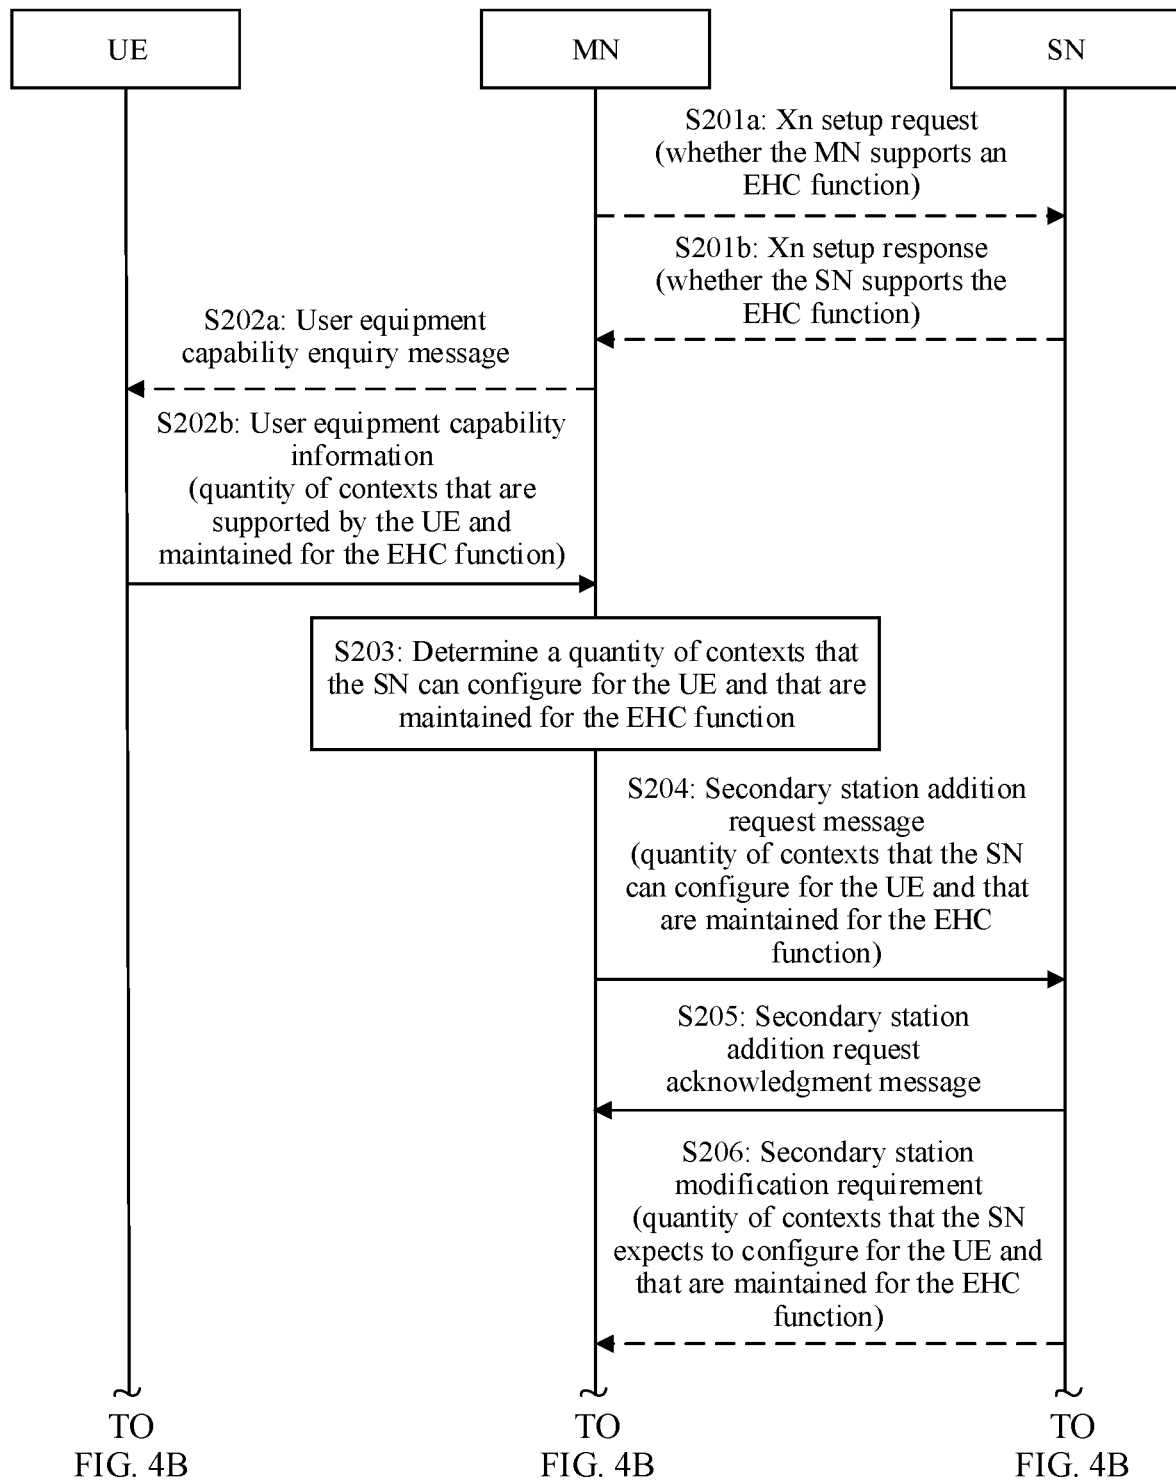 UE
MN
SN
S201a: Xn setup request
(whether the MN supports an
EHC function)
S201b: Xn setup response
(whether the SN supports the
EHC function)
S202a: User equipment
capability enquiry message
S202b: User equipment capability
information
(quantity of contexts that are
supported by the UE and
maintained for the EHC function)
S203: Determine a quantity of contexts that
the SN can configure for the UE and that are
maintained for the EHC function
S204: Secondary station addition
request message
(quantity of contexts that the SN
can configure for the UE and that
are maintained for the EHC
function)
S205: Secondary station
addition request
acknowledgment message
S206: Secondary station
modification requirement
(quantity of contexts that the SN
expects to configure for the UE and
that are maintained for the EHC
function)
TO
FIG. 4B
TO
FIG. 4B
TO
FIG. 4B